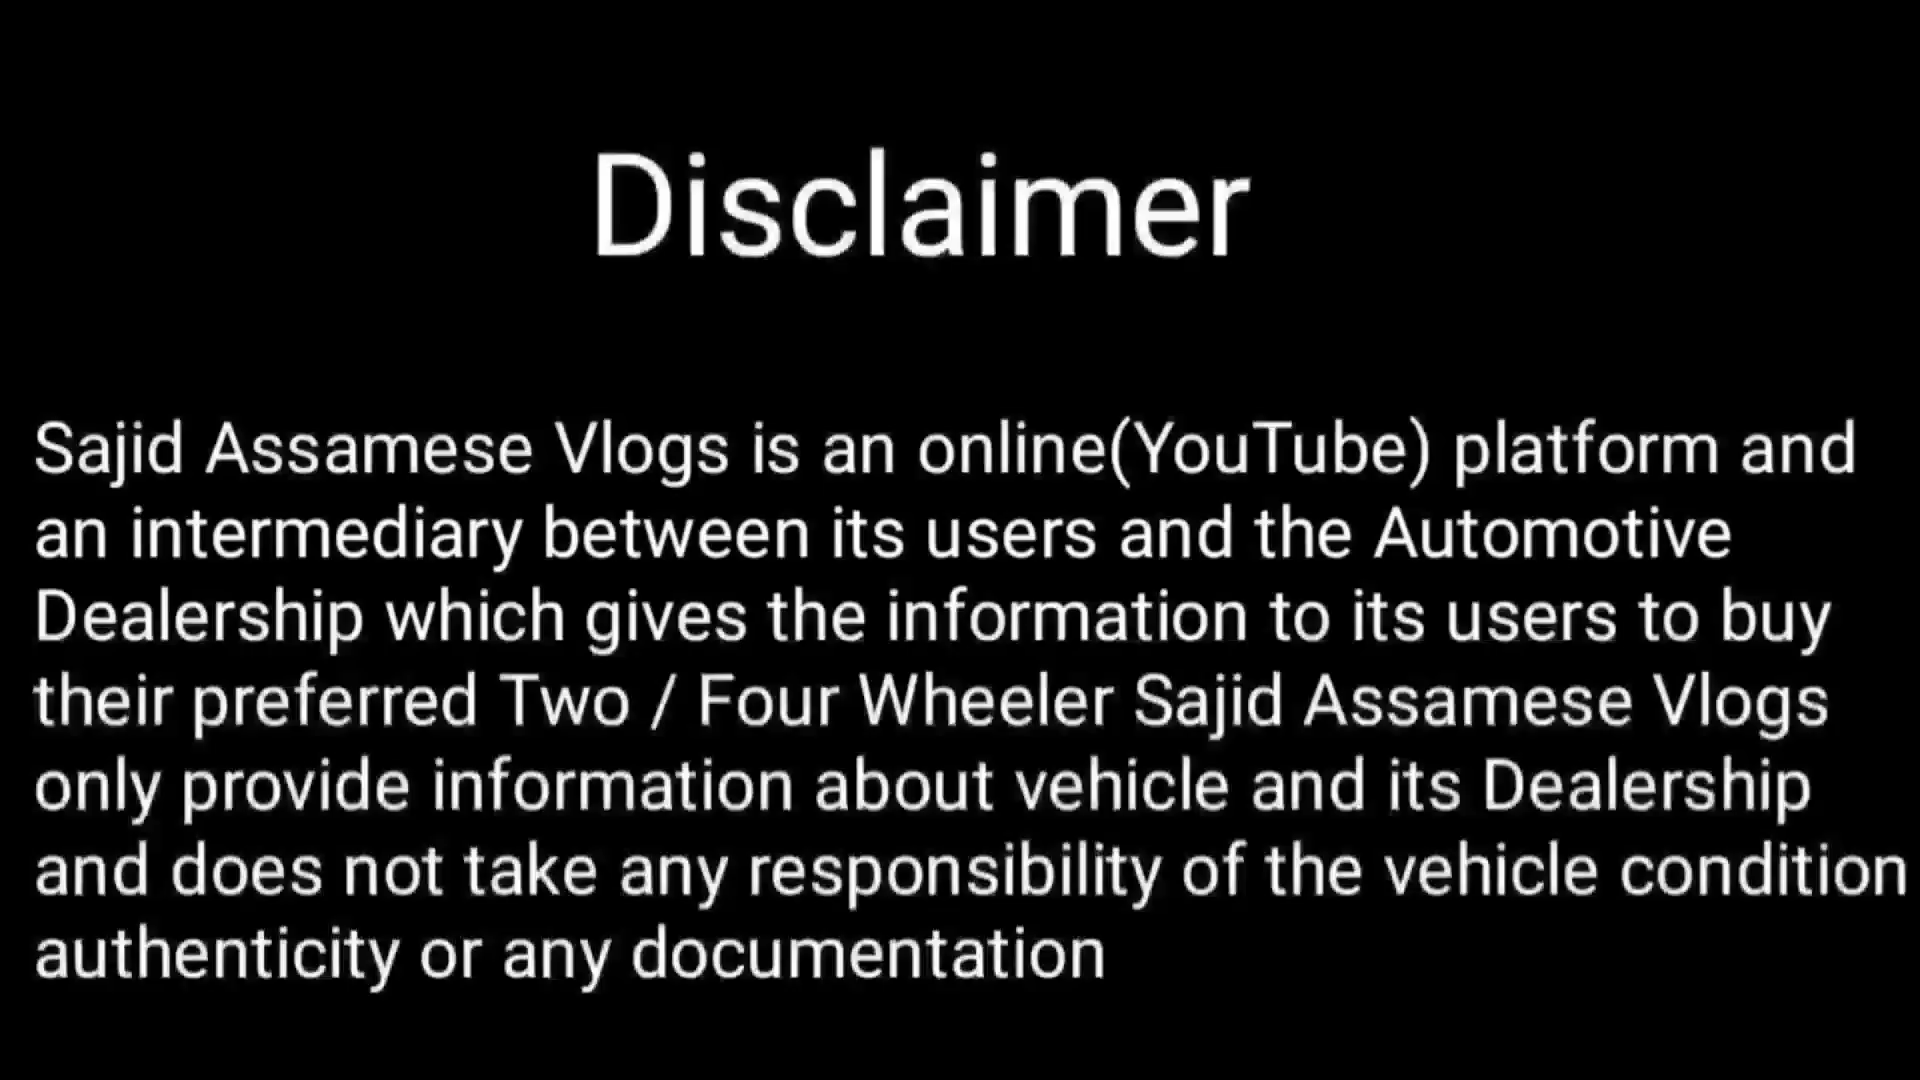 Disclaimer
Sajid Assamese Vlogs is an online(YouTube) platform and
an intermediary between its users and the Automotive
Dealership which gives the information to its users to buy
their preferred Two / Four Wheeler Sajid Assamese Vlogs
only provide information about vehicle and its Dealership
and does not take any responsibility of the vehicle condition
authenticity or any documentation